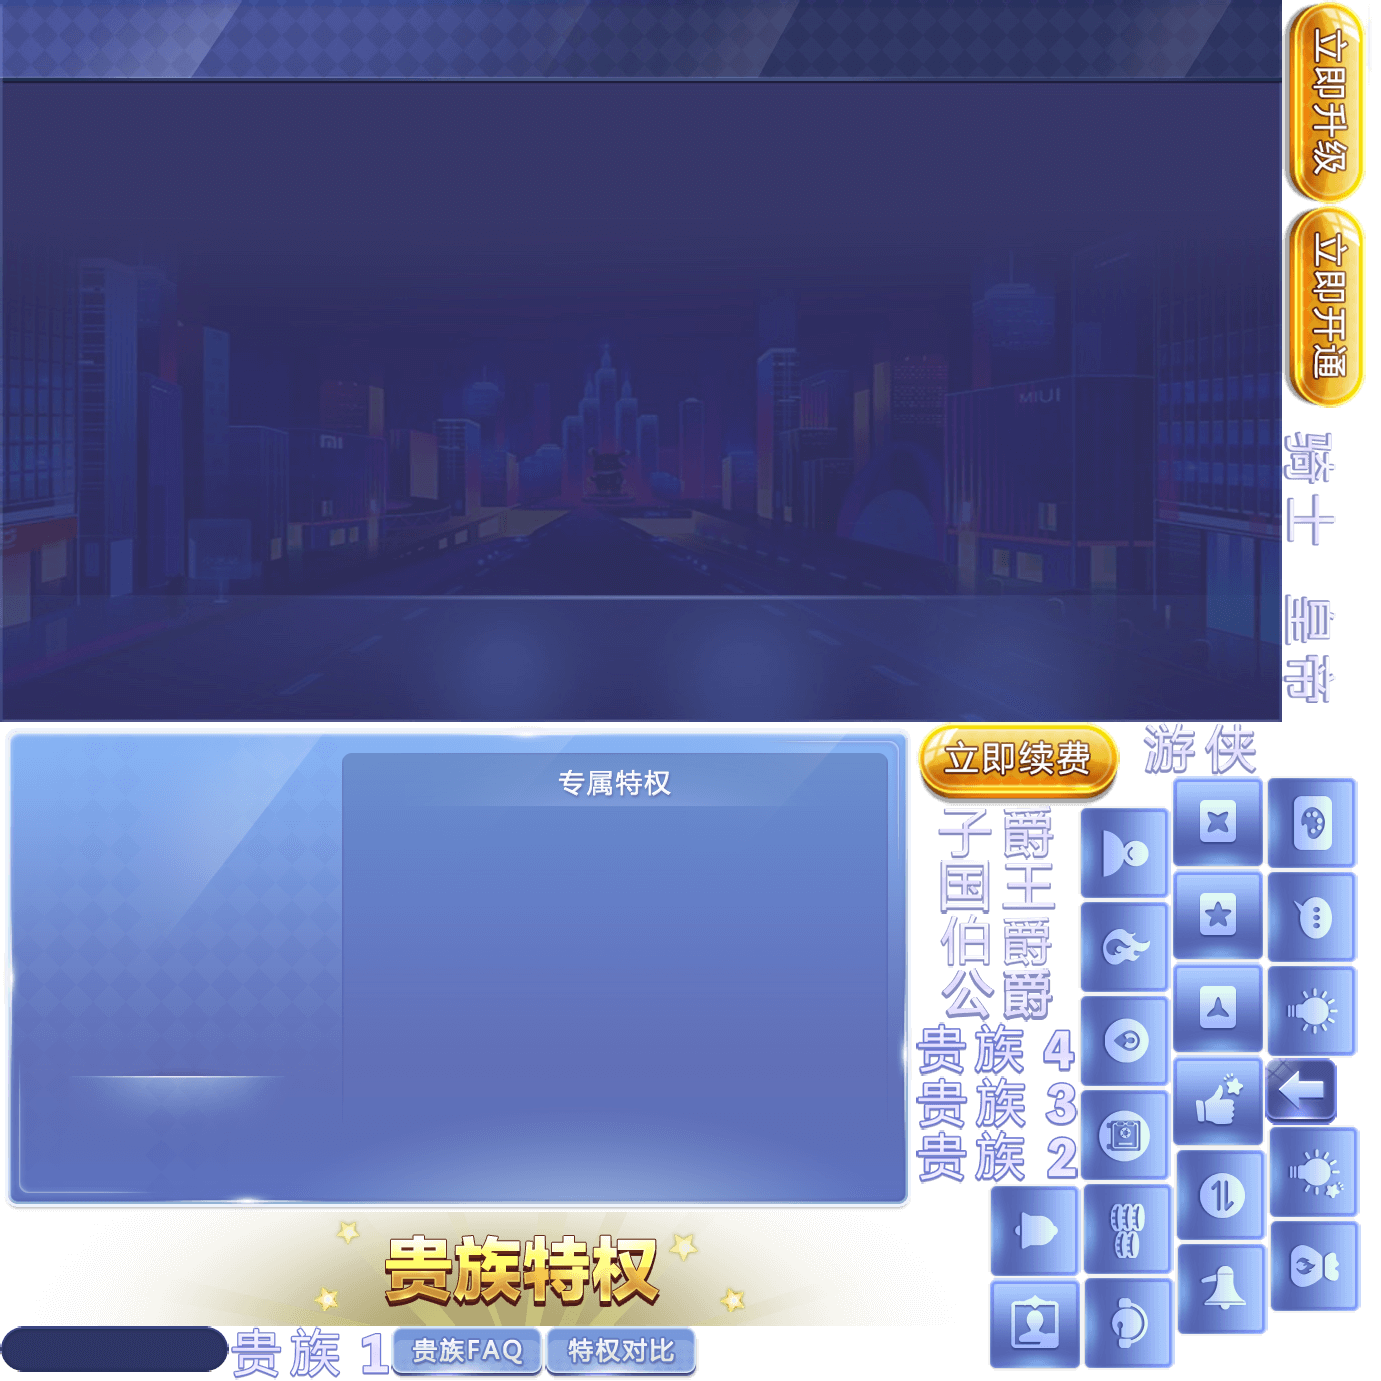 立即升级
立即开通
mi
MIUI
骑士
皇帝
专属特权
立即续费
游侠
子爵
国王
伯爵
公爵
贵族 4
贵族 3
贵族 2
贵族特权
贵族 1
贵族FAQ
特权对比